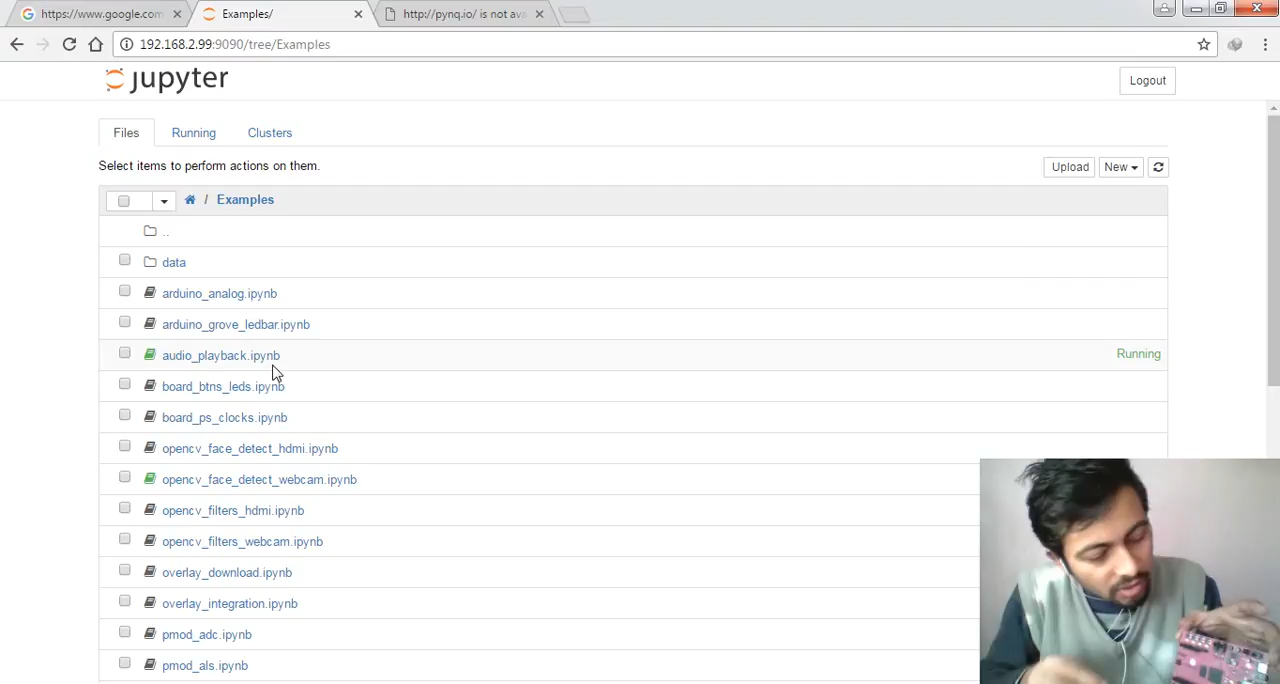 https://www.google.com
Examples/
http://pynq.io/ is not ava
192.168.2.99:9090/tree/Examples
jupyter
Logout
Files
Running
Clusters
Select items to perform actions on them.
Upload
New
/ Examples
..
data
arduino_analog.ipynb
arduino_grove_ledbar.ipynb
audio_playback.ipynb
Running
board_btns_leds.ipynb
board_ps_clocks.ipynb
opencv_face_detect_hdmi.ipynb
opencv_face_detect_webcam.ipynb
opencv_filters_hdmi.ipynb
opencv_filters_webcam.ipynb
overlay_download.ipynb
overlay_integration.ipynb
pmod_adc.ipynb
pmod_als.ipynb